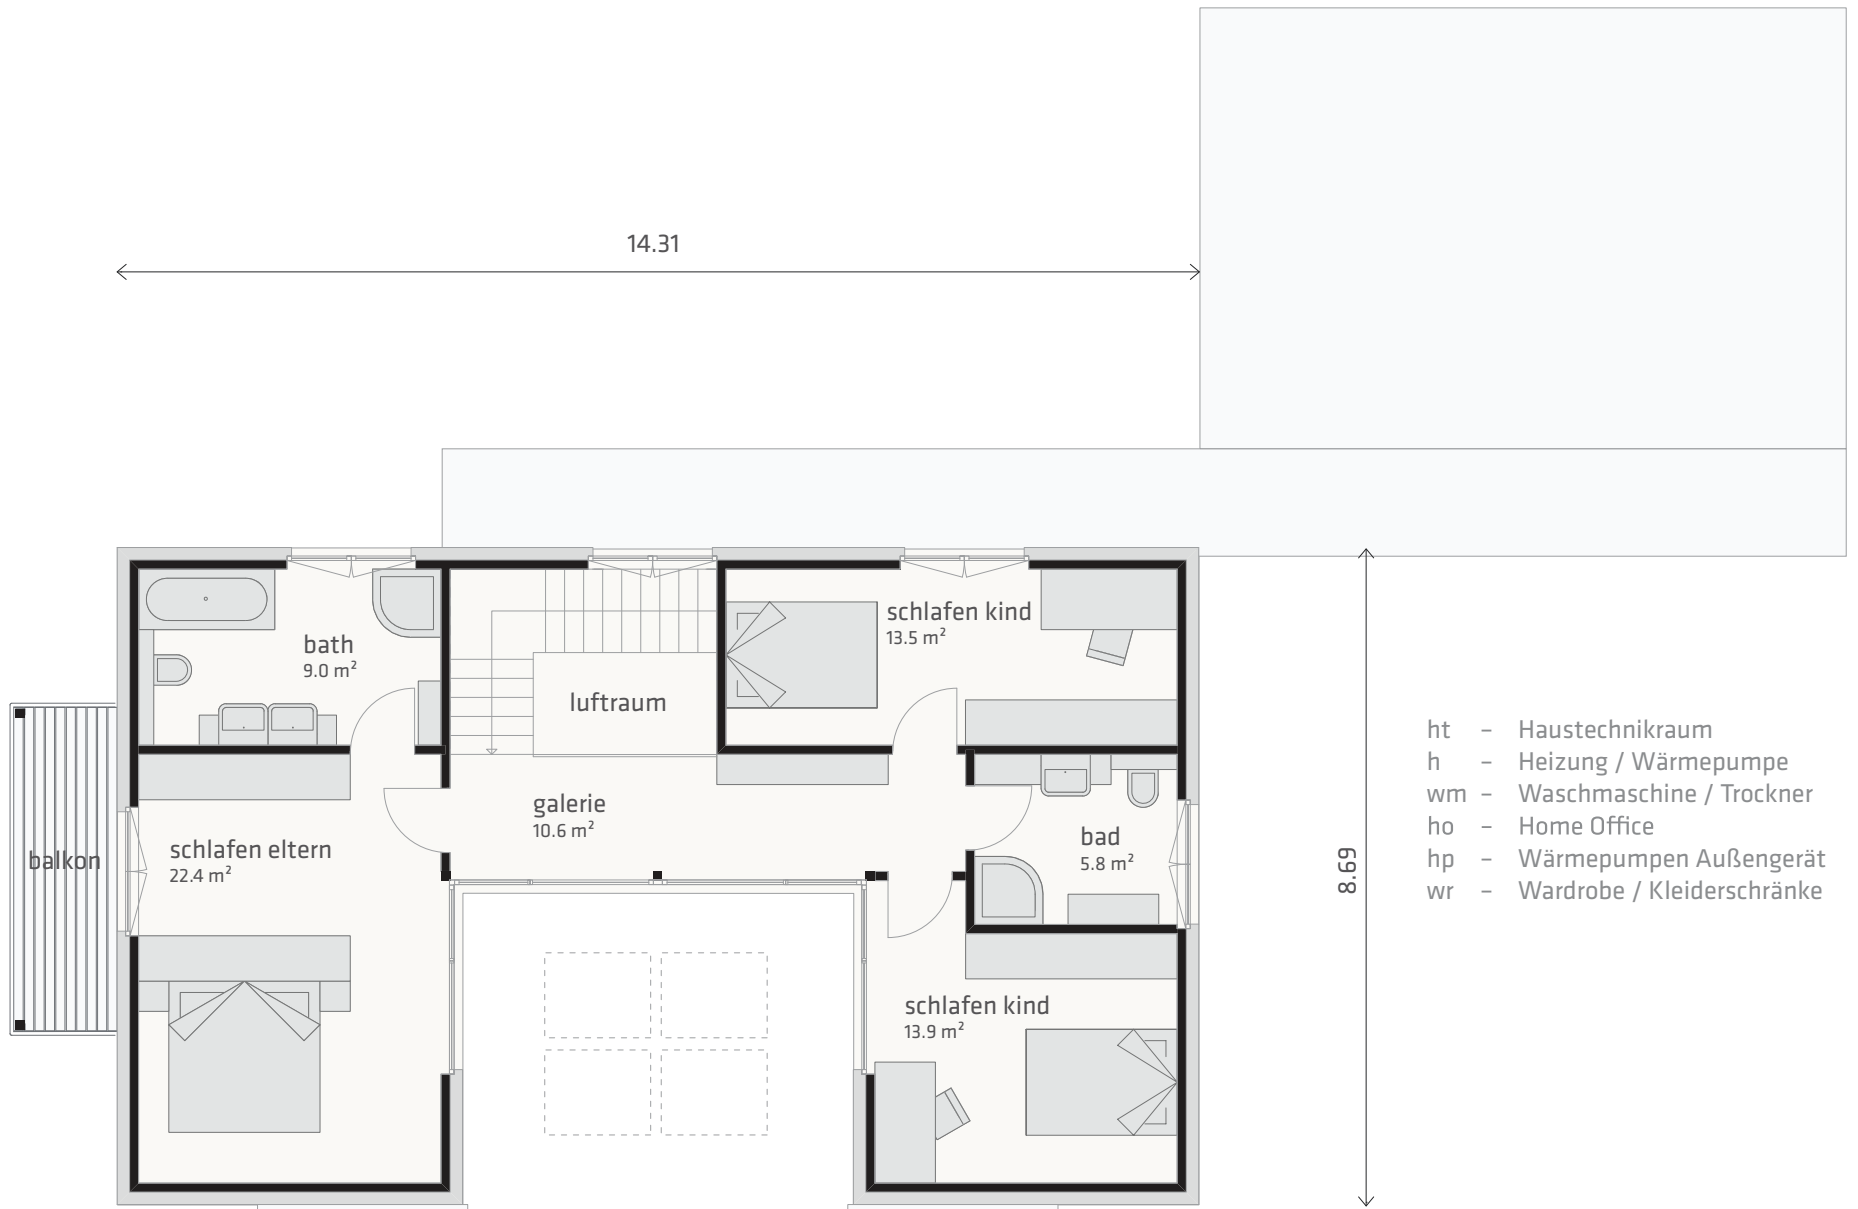 14.31
schlafen kind
13.5 m²
bath
9.0 m²
luftraum
galerie
10.6 m²
bad
5.8 m²
schlafen eltern
22.4 m²
balkon
schlafen kind
13.9 m²
8.69
ht – Haustechnikraum
h – Heizung / Wärmepumpe
wm – Waschmaschine / Trockner
ho – Home Office
hp – Wärmepumpen Außengerät
wr – Wardrobe / Kleiderschränke